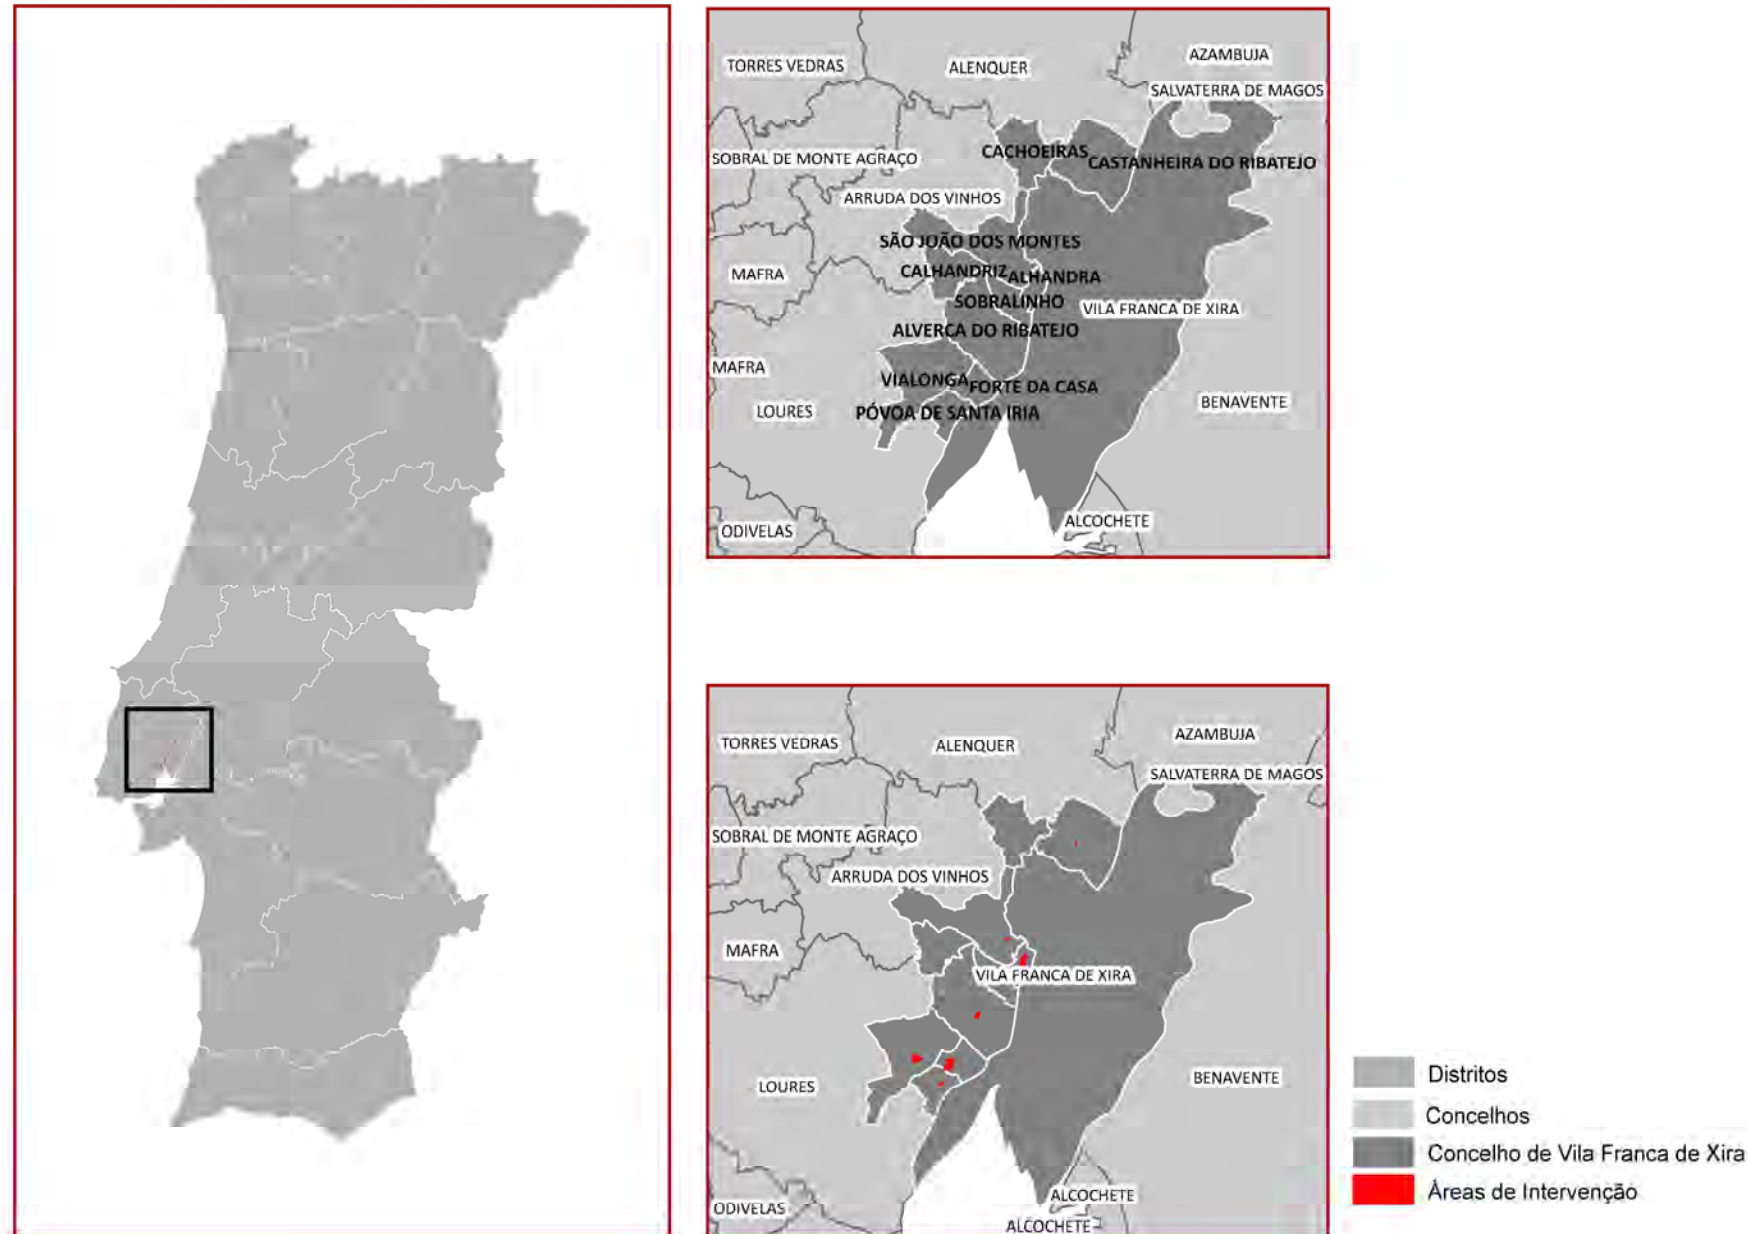 TORRES VEDRAS
ALENQUER
AZAMBUJA
SALVATERRA DE MAGOS
SOBRAL DE MONTE AGRAÇO
CACHOEIRAS
CASTANHEIRA DO RIBATEJO
ARRUDA DOS VINHOS
SÃO JOÃO DOS MONTES
MAFRA
CALHANDRIZ
ALHANDRA
SOBRALINHO
VILA FRANCA DE XIRA
ALVERCA DO RIBATEJO
MAFRA
VIALONGA
FORTE DA CASA
LOURES
PÓVOA DE SANTA IRIA
BENAVENTE
ODIVELAS
ALCOCHETE
TORRES VEDRAS
ALENQUER
AZAMBUJA
SALVATERRA DE MAGOS
SOBRAL DE MONTE AGRAÇO
ARRUDA DOS VINHOS
MAFRA
VILA FRANCA DE XIRA
LOURES
BENAVENTE
ODIVELAS
ALCOCHETE
ALCOCHETE
Distritos
Concelhos
Concelho de Vila Franca de Xira
Áreas de Intervenção